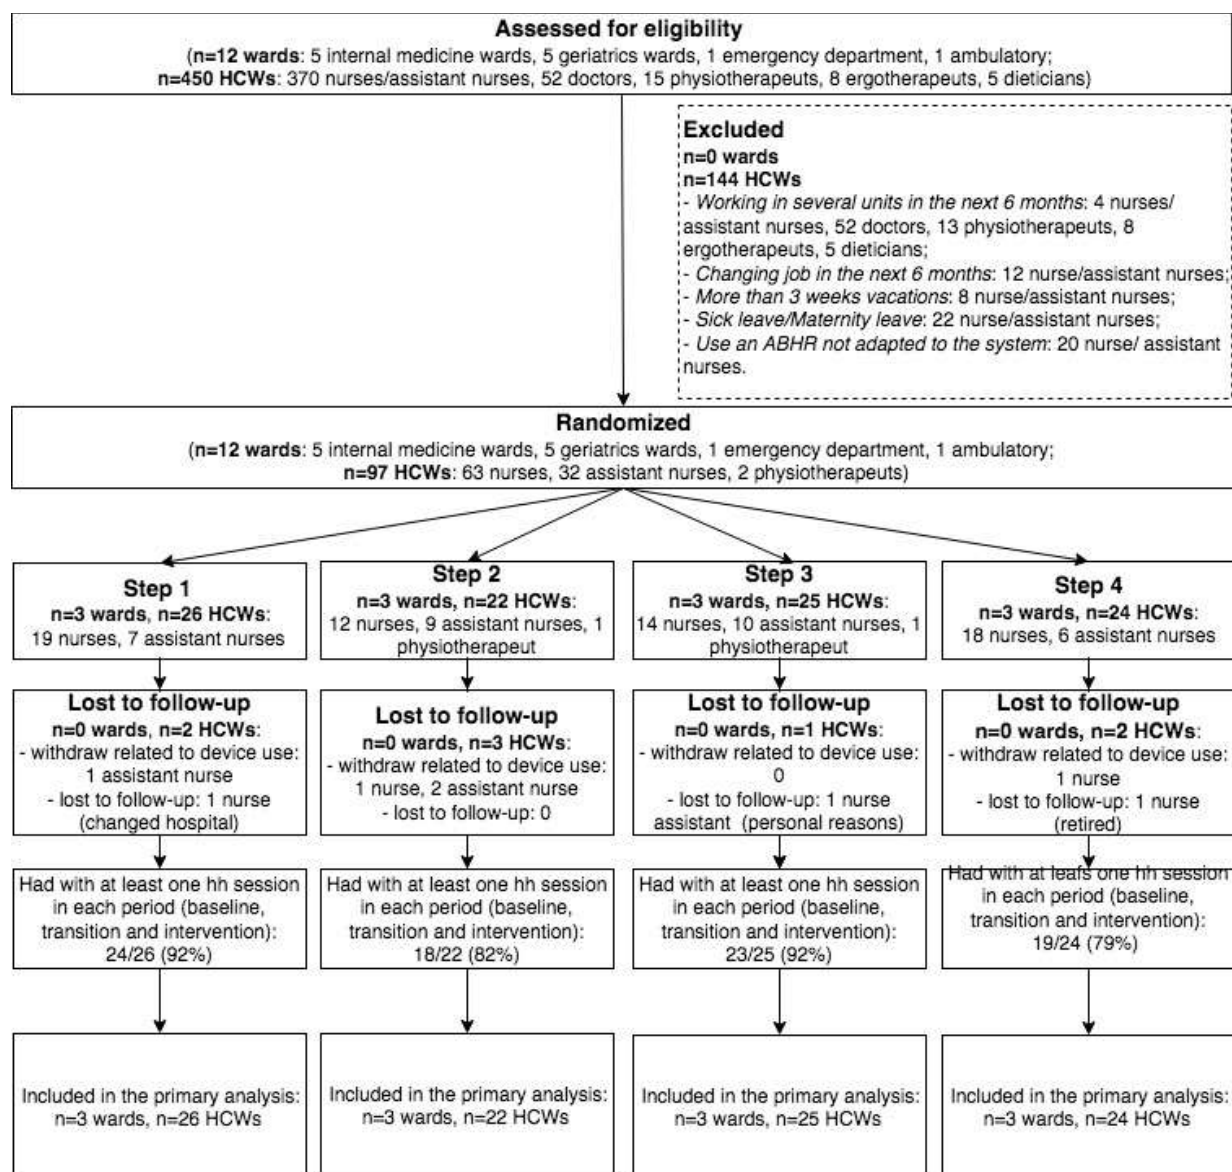 Assessed for eligibility
(n=12 wards: 5 internal medicine wards, 5 geriatrics wards, 1 emergency department, 1 ambulatory;
n=450 HCWs: 370 nurses/assistant nurses, 52 doctors, 15 physiotherapeuts, 8 ergotherapeuts, 5 dieticians)
Excluded
n=0 wards
n=144 HCWs
- Working in several units in the next 6 months: 4 nurses/
assistant nurses, 52 doctors, 13 physiotherapeuts, 8
ergotherapeuts, 5 dieticians;
- Changing job in the next 6 months: 12 nurse/assistant nurses;
- More than 3 weeks vacations: 8 nurse/assistant nurses;
- Sick leave/Maternity leave: 22 nurse/assistant nurses;
- Use an ABHR not adapted to the system: 20 nurse/ assistant
nurses.
Randomized
(n=12 wards: 5 internal medicine wards, 5 geriatrics wards, 1 emergency department, 1 ambulatory;
n=97 HCWs: 63 nurses, 32 assistant nurses, 2 physiotherapeuts)
Step 1
n=3 wards, n=26 HCWs:
19 nurses, 7 assistant nurses
Step 2
n=3 wards, n=22 HCWs:
12 nurses, 9 assistant nurses, 1
physiotherapeut
Step 3
n=3 wards, n=25 HCWs:
14 nurses, 10 assistant nurses, 1
physiotherapeut
Step 4
n=3 wards, n=24 HCWs:
18 nurses, 6 assistant nurses
Lost to follow-up
n=0 wards, n=2 HCWs:
- withdraw related to device use:
1 assistant nurse
- lost to follow-up: 1 nurse
(changed hospital)
Lost to follow-up
n=0 wards, n=3 HCWs:
- withdraw related to device use:
1 nurse, 2 assistant nurse
- lost to follow-up: 0
Lost to follow-up
n=0 wards, n=1 HCWs:
- withdraw related to device use:
0
- lost to follow-up: 1 nurse
assistant (personal reasons)
Lost to follow-up
n=0 wards, n=2 HCWs:
- withdraw related to device use:
1 nurse
- lost to follow-up: 1 nurse
(retired)
Had with at least one hh session
in each period (baseline,
transition and intervention):
24/26 (92%)
Had with at least one hh session
in each period (baseline,
transition and intervention):
18/22 (82%)
Had with at least one hh session
in each period (baseline,
transition and intervention):
23/25 (92%)
Had with at leafs one hh session
in each period (baseline,
transition and intervention):
19/24 (79%)
Included in the primary analysis:
n=3 wards, n=26 HCWs
Included in the primary analysis:
n=3 wards, n=22 HCWs
Included in the primary analysis:
n=3 wards, n=25 HCWs
Included in the primary analysis:
n=3 wards, n=24 HCWs